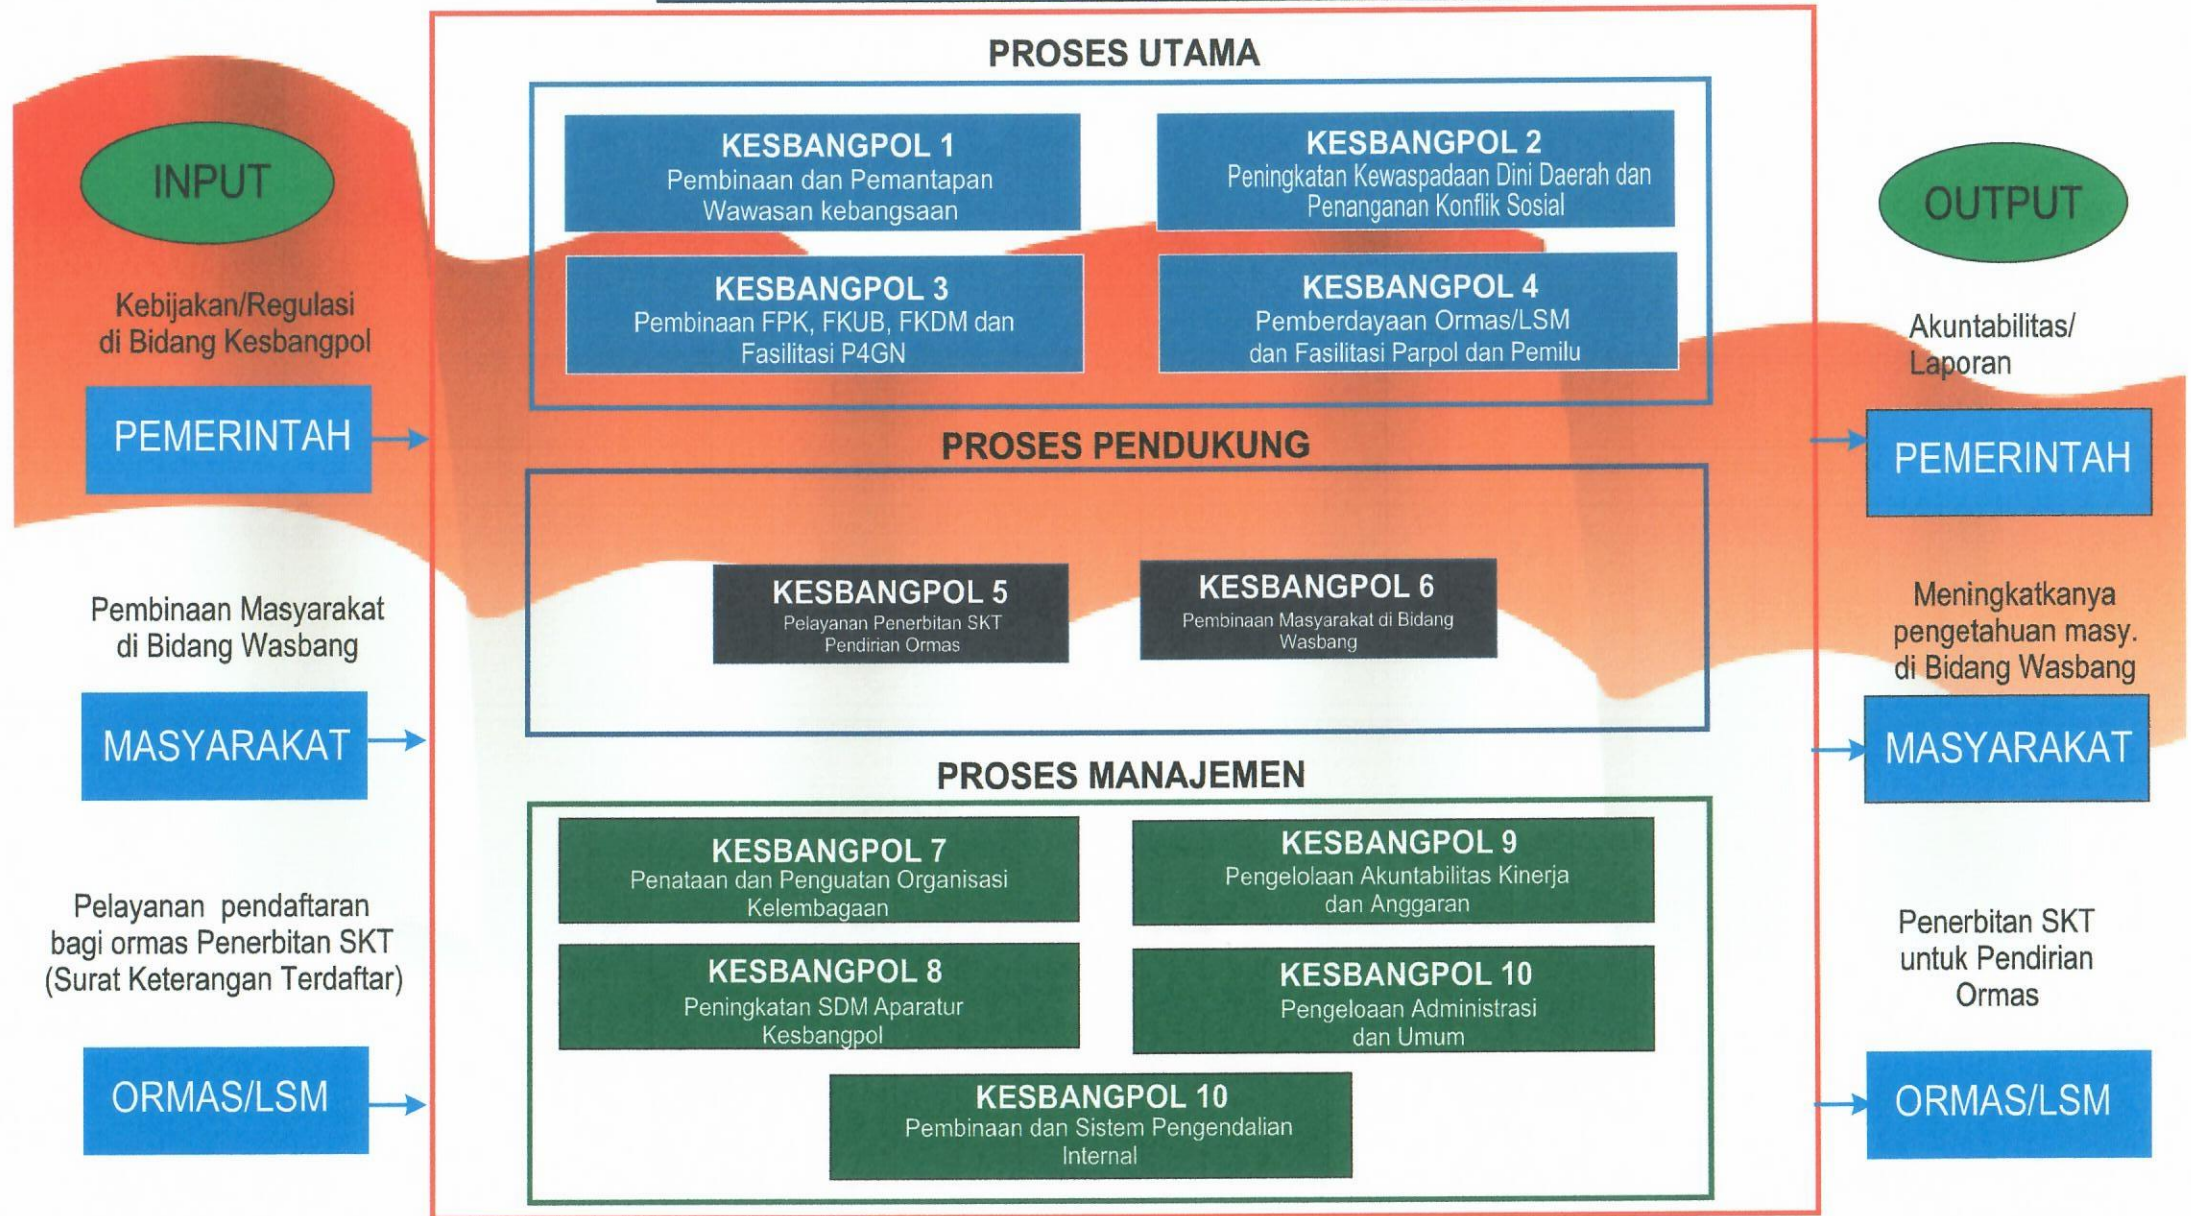 PROSES UTAMA
INPUT
Kebijakan/Regulasi
di Bidang Kesbangpol
PEMERINTAH
Pembinaan Masyarakat
di Bidang Wasbang
MASYARAKAT
Pelayanan pendaftaran
bagi ormas Penerbitan SKT
(Surat Keterangan Terdaftar)
ORMAS/LSM
KESBANGPOL 1
Pembinaan dan Pemantapan
Wawasan kebangsaan
KESBANGPOL 2
Peningkatan Kewaspadaan Dini Daerah dan
Penanganan Konflik Sosial
KESBANGPOL 3
Pembinaan FPK, FKUB, FKDM dan
Fasilitasi P4GN
KESBANGPOL 4
Pemberdayaan Ormas/LSM
dan Fasilitasi Parpol dan Pemilu
PROSES PENDUKUNG
KESBANGPOL 5
Pelayanan Penerbitan SKT
Pendirian Ormas
KESBANGPOL 6
Pembinaan Masyarakat di Bidang
Wasbang
PROSES MANAJEMEN
KESBANGPOL 7
Penataan dan Penguatan Organisasi
Kelembagaan
KESBANGPOL 9
Pengelolaan Akuntabilitas Kinerja
dan Anggaran
KESBANGPOL 8
Peningkatan SDM Aparatur
Kesbangpol
KESBANGPOL 10
Pengeloaan Administrasi
dan Umum
KESBANGPOL 10
Pembinaan dan Sistem Pengendalian
Internal
OUTPUT
Akuntabilitas/
Laporan
PEMERINTAH
Meningkatkanya
pengetahuan masy.
di Bidang Wasbang
MASYARAKAT
Penerbitan SKT
untuk Pendirian
Ormas
ORMAS/LSM